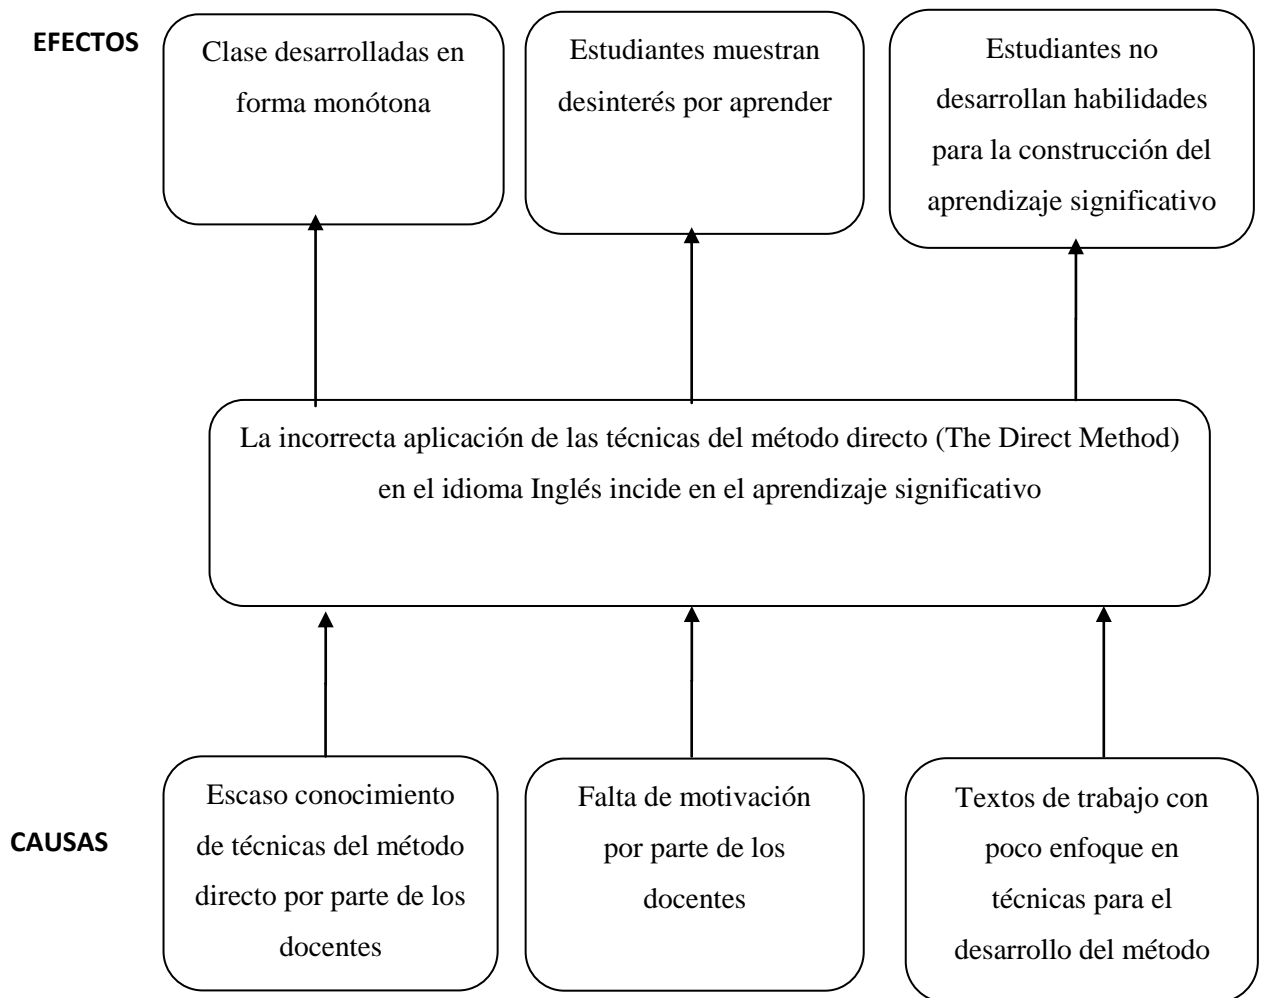 EFECTOS
Clase desarrolladas en
forma monótona
Estudiantes muestran
desinterés por aprender
Estudiantes no
desarrollan habilidades
para la construcción del
aprendizaje significativo
La incorrecta aplicación de las técnicas del método directo (The Direct Method)
en el idioma Inglés incide en el aprendizaje significativo
CAUSAS
Escaso conocimiento
de técnicas del método
directo por parte de los
docentes
Falta de motivación
por parte de los
docentes
Textos de trabajo con
poco enfoque en
técnicas para el
desarrollo del método